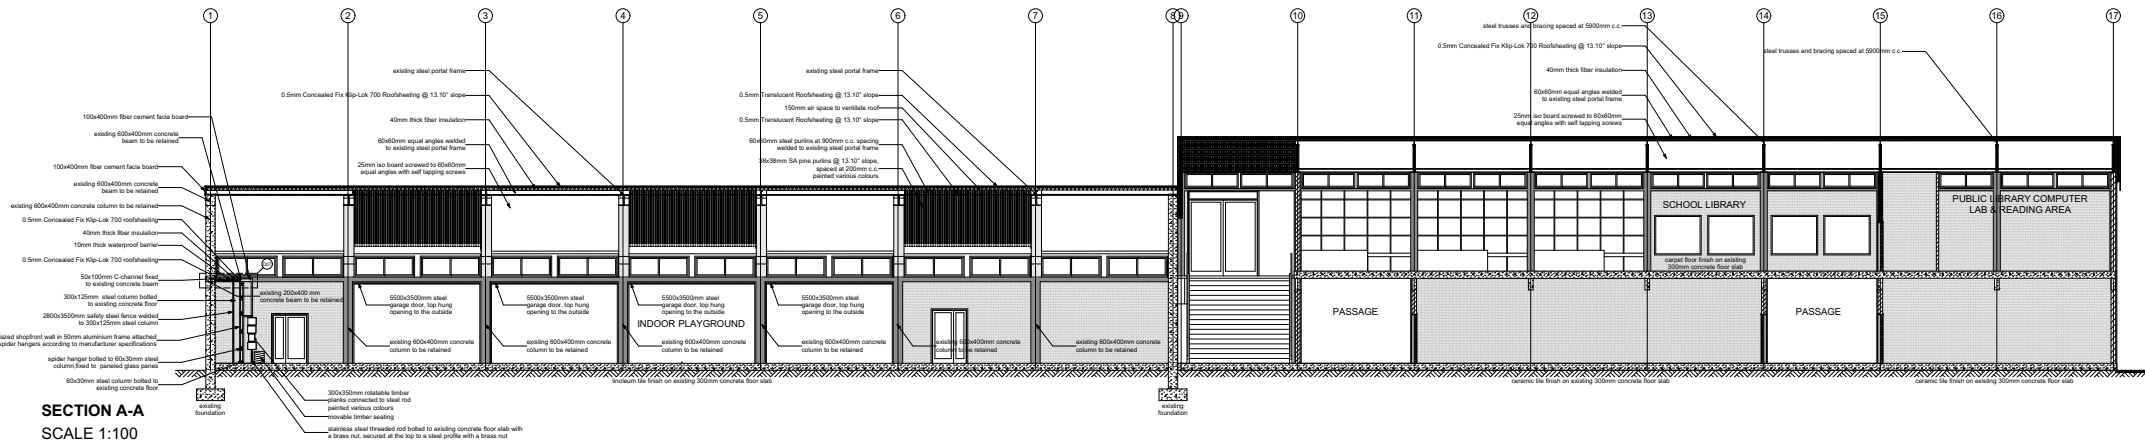 1
2
3
4
5
6
7
8
9
10
11
12
13
14
15
16
17
steel trusses and bracing spaced at 5900mm c.c.
0.5mm Concealed Fix Klip-Lok 700 Roofsheeting @ 13.10° slope
steel trusses and bracing spaced at 5900mm c.c.
40mm thick fiber insulation
60x60mm equal angles welded
to existing steel portal frame
25mm iso board screwed to 60x60mm
equal angles with self tapping screws
existing steel portal frame
0.5mm Concealed Fix Klip-Lok 700 Roofsheeting @ 13.10° slope
40mm thick fiber insulation
60x60mm equal angles welded
to existing steel portal frame
25mm iso board screwed to 60x60mm
equal angles with self tapping screws
existing steel portal frame
0.5mm Translucent Roofsheeting @ 13.10° slope
150mm air space to ventilate roof
0.5mm Translucent Roofsheeting @ 13.10° slope
60x60mm steel purlins at 900mm c.c. spacing
welded to existing steel portal frame
38x38mm SA pine purlins @ 13.10° slope,
spaced at 200mm c.c.
painted various colours
100x400mm fiber cement facia board
existing 600x400mm concrete
beam to be retained
100x400mm fiber cement facia board
existing 600x400mm concrete
beam to be retained
existing 600x400mm concrete column to be retained
0.5mm Concealed Fix Klip-Lok 700 roofsheeting
40mm thick fiber insulation
10mm thick waterproof barrier
0.5mm Concealed Fix Klip-Lok 700 roofsheeting
50x100mm C-channel fixed
to existing concrete beam
300x125mm steel column bolted
to existing concrete floor
2800x3500mm safety steel fence welded
to 300x125mm steel column
azed shopfront wall in 50mm aluminium frame attached
spider hangers according to manufacturer specifications
spider hanger bolted to 60x30mm steel
column,fixed to paneled glass panes
60x30mm steel column bolted to
existing concrete floor
existing 200x400 mm
concrete beam to be retained
5500x3500mm steel
garage door, top hung
opening to the outside
5500x3500mm steel
garage door, top hung
opening to the outside
5500x3500mm steel
garage door, top hung
opening to the outside
5500x3500mm steel
garage door, top hung
opening to the outside
INDOOR PLAYGROUND
existing 600x400mm concrete
column to be retained
existing 600x400mm concrete
column to be retained
existing 600x400mm concrete
column to be retained
existing 600x400mm concrete
column to be retained
existing 600x400mm concrete
column to be retained
existing 600x400mm concrete
column to be retained
SCHOOL LIBRARY
PUBLIC LIBRARY COMPUTER
LAB & READING AREA
carpet floor finish on existing
300mm concrete floor slab
PASSAGE
PASSAGE
linoleum tile finish on existing 300mm concrete floor slab
ceramic tile finish on existing 300mm concrete floor slab
ceramic tile finish on existing 300mm concrete floor slab
existing
foundation
existing
foundation
300x350mm rotatable timber
planks connected to steel rod
painted various colours
movable timber seating
stainless steel threaded rod bolted to existing concrete floor slab with
a brass nut, secured at the top to a steel profile with a brass nut
SECTION A-A
SCALE 1:100